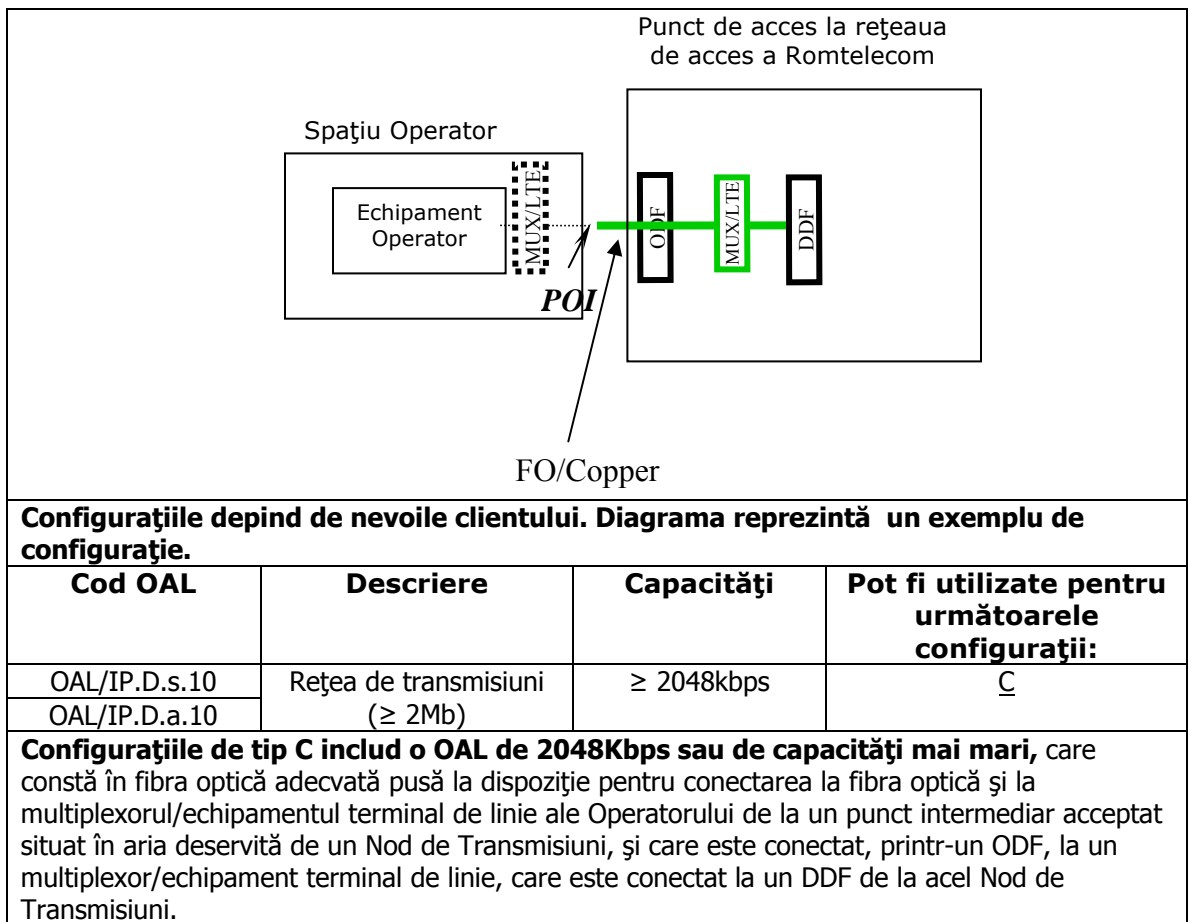 Punct de acces la reţeaua
de acces a Romtelecom
Spaţiu Operator
Echipament
Operator
MUX/LTE
POI
ODF
MUX/LTE
DDF
FO/Copper
Configuraţiile depind de nevoile clientului. Diagrama reprezintă un exemplu de
configuraţie.
Cod OAL
Descriere
Capacităţi
Pot fi utilizate pentru
următoarele
configuraţii:
OAL/IP.D.s.10
OAL/IP.D.a.10
Reţea de transmisiuni
(≥ 2Mb)
≥ 2048kbps
C
Configuraţiile de tip C includ o OAL de 2048Kbps sau de capacităţi mai mari, care
constă în fibra optică adecvată pusă la dispoziţie pentru conectarea la fibra optică şi la
multiplexorul/echipamentul terminal de linie ale Operatorului de la un punct intermediar acceptat
situat în aria deservită de un Nod de Transmisiuni, şi care este conectat, printr-un ODF, la un
multiplexor/echipament terminal de linie, care este conectat la un DDF de la acel Nod de
Transmisiuni.